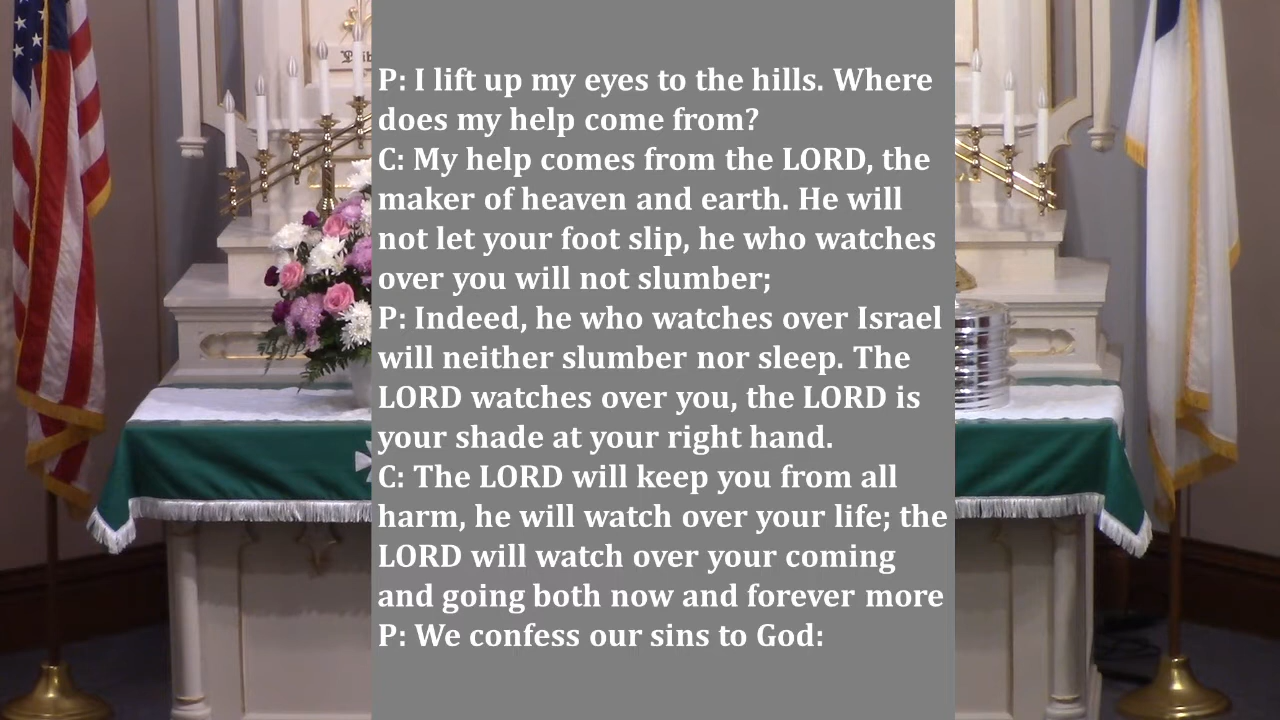 P: I lift up my eyes to the hills. Where
does my help come from?
C: My help comes from the LORD, the
maker of heaven and earth. He will
not let your foot slip, he who watches
over you will not slumber;
P: Indeed, he who watches over Israel
will neither slumber nor sleep. The
LORD watches over you, the LORD is
your shade at your right hand.
C: The LORD will keep you from all
harm, he will watch over your life; the
LORD will watch over your coming
and going both now and forever more
P: We confess our sins to God: